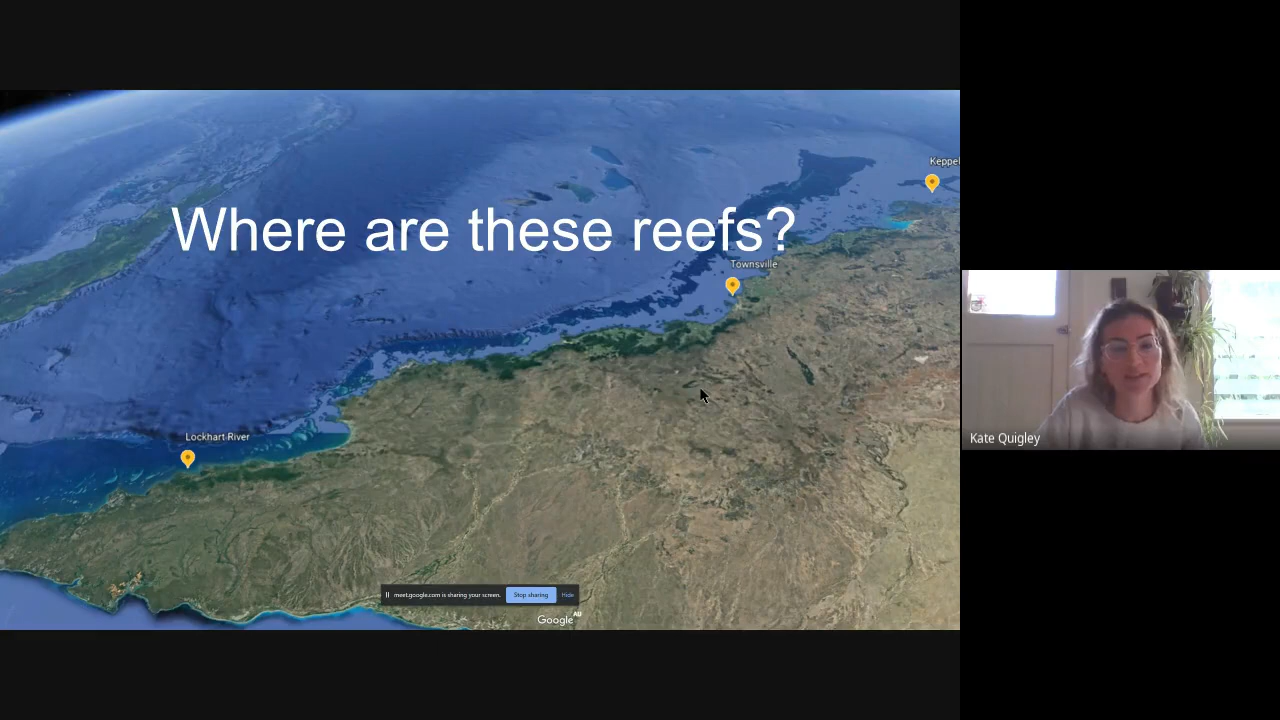 Keppel
Where are these reefs?
Townsville
Lockhart River
Kate Quigley
meet.google.com is sharing your screen.
Stop sharing
Hide
Google
AU